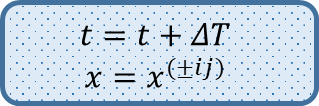 t = t + ΔT
x = x^(±ij)